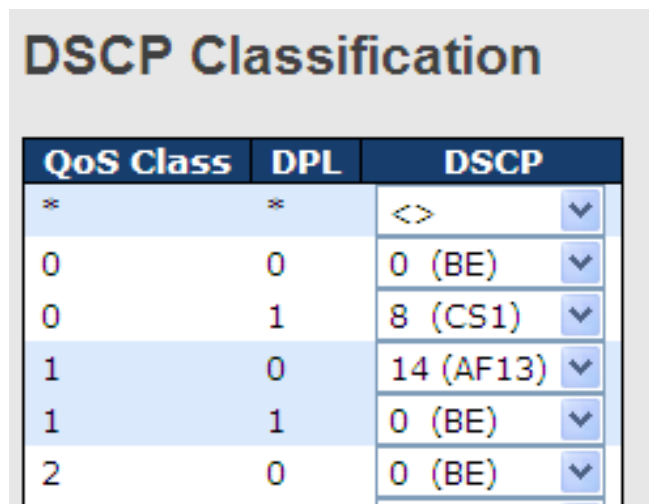 DSCP Classification
QoS Class DPL DSCP
* * <>
0 0 0 (BE)
0 1 8 (CS1)
1 0 14 (AF13)
1 1 0 (BE)
2 0 0 (BE)